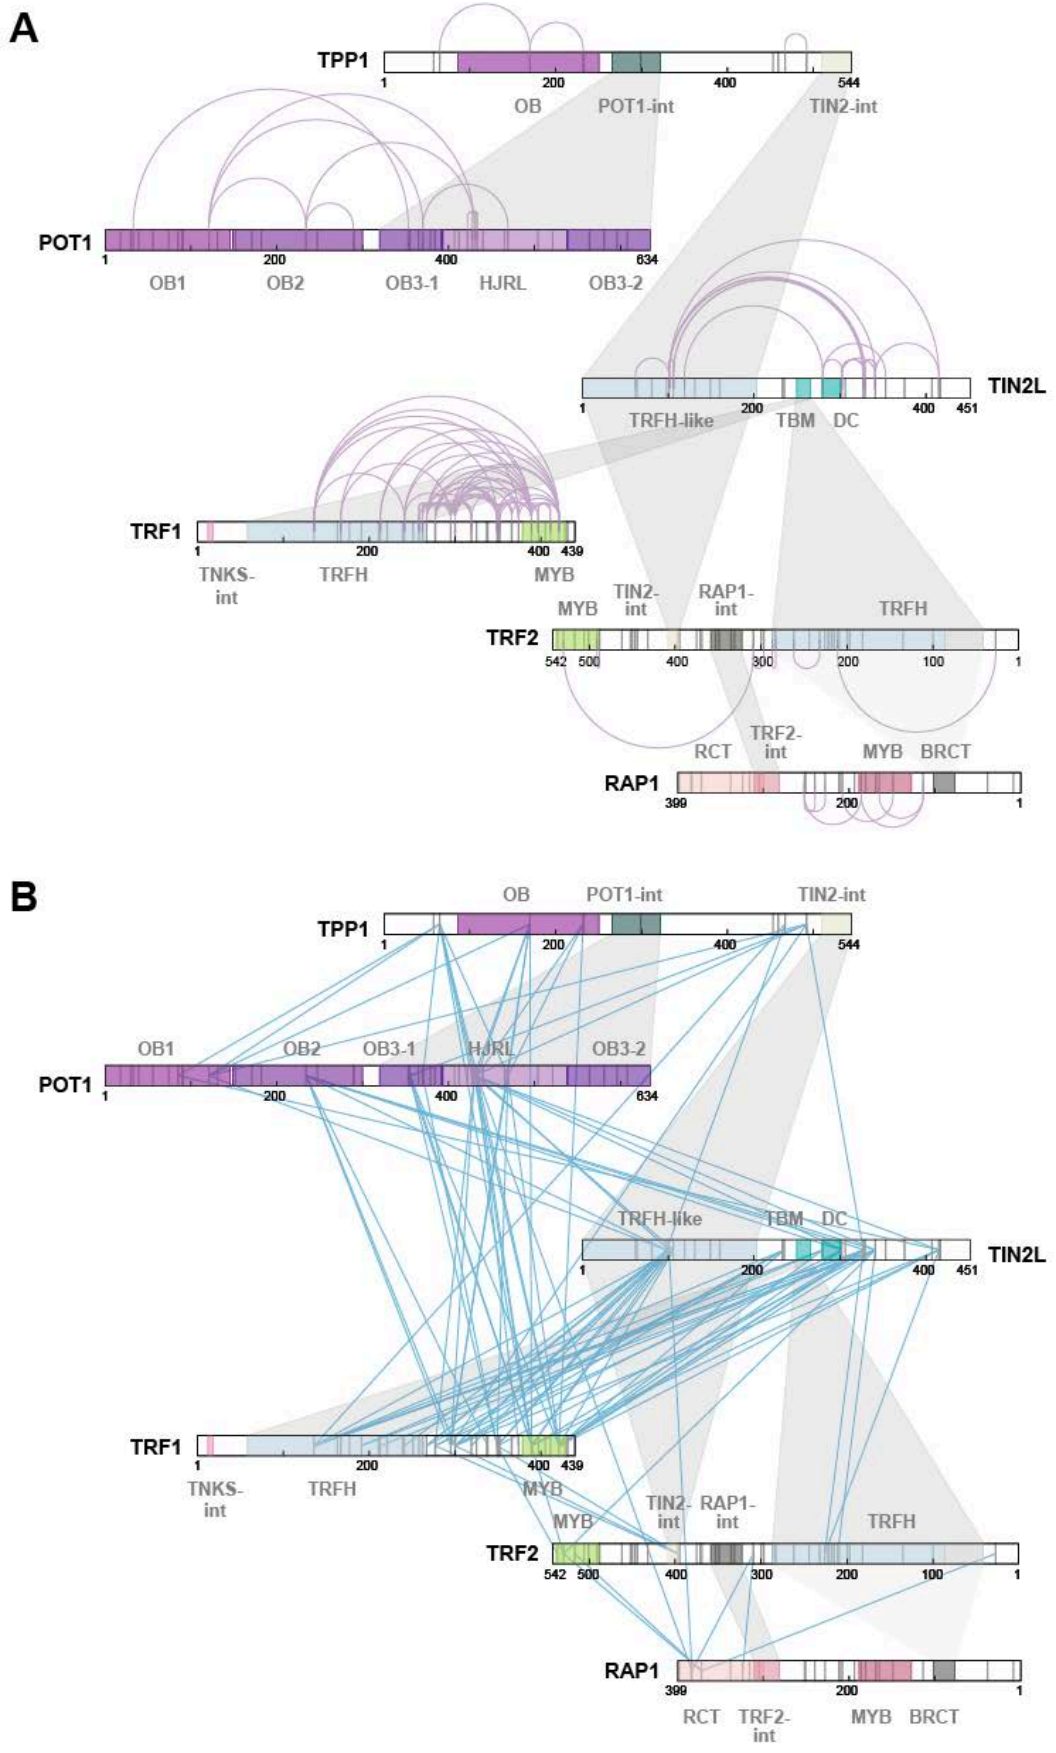 A
TPP1
1 200 400 544
OB POT1-int TIN2-int
POT1
1 200 400 634
OB1 OB2 OB3-1 HJRL OB3-2
TIN2L
1 200 400 451
TRFH-like TBM DC
TRF1
1 200 400 439
TNKS-
int
TRFH MYB
MYB TIN2-
int
RAP1-
int
TRFH
TRF2
542 500 400 300 200 100 1
RCT TRF2-
int
MYB BRCT
RAP1
399 200 1
B
OB POT1-int TIN2-int
TPP1
1 200 400 544
OB1 OB2 OB3-1 HJRL OB3-2
POT1
1 200 400 634
TRFH-like TBM DC
TIN2L
1 200 400 451
TRF1
1 200 400 439
TNKS-
int
TRFH MYB
MYB TIN2-
int
RAP1-
int
TRFH
TRF2
542 500 400 300 200 100 1
RAP1
399 200 1
RCT TRF2-
int
MYB BRCT